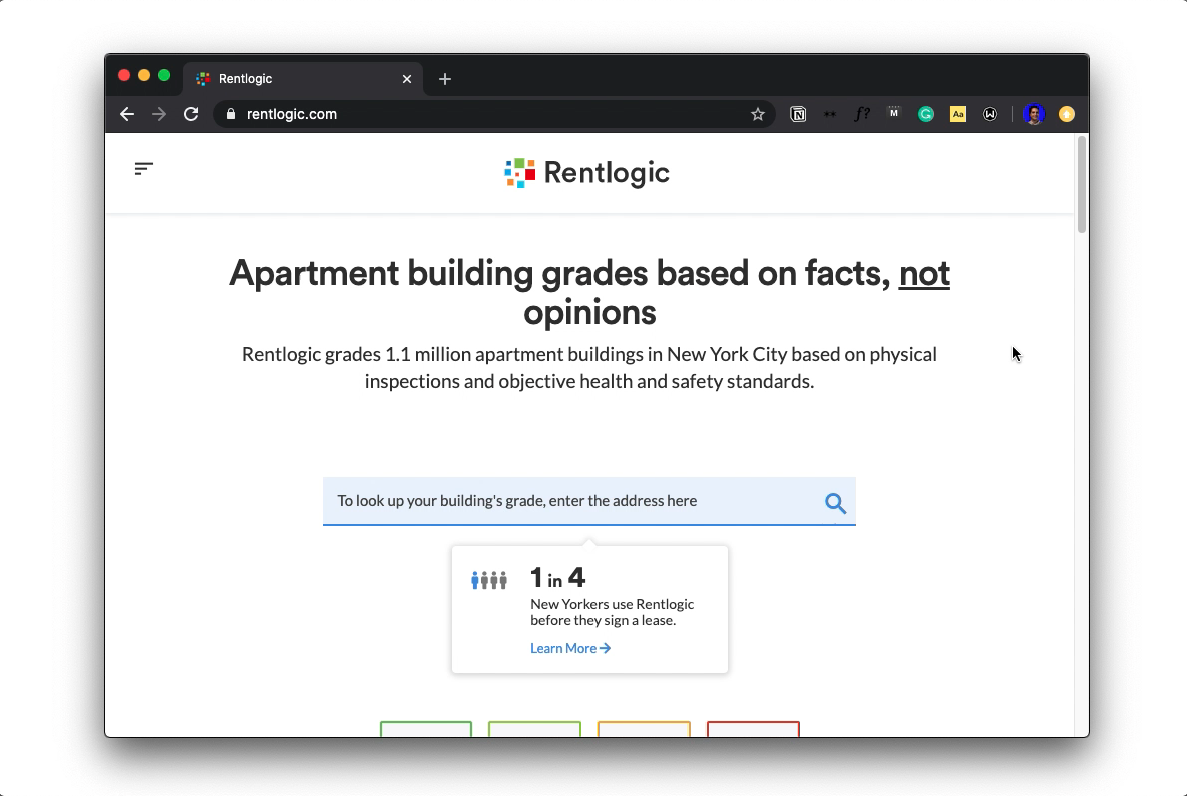 Rentlogic
rentlogic.com
** f? M Aa W
Rentlogic
Apartment building grades based on facts, not
opinions
Rentlogic grades 1.1 million apartment buildings in New York City based on physical
inspections and objective health and safety standards.
To look up your building's grade, enter the address here
1 in 4
New Yorkers use Rentlogic
before they sign a lease.
Learn More